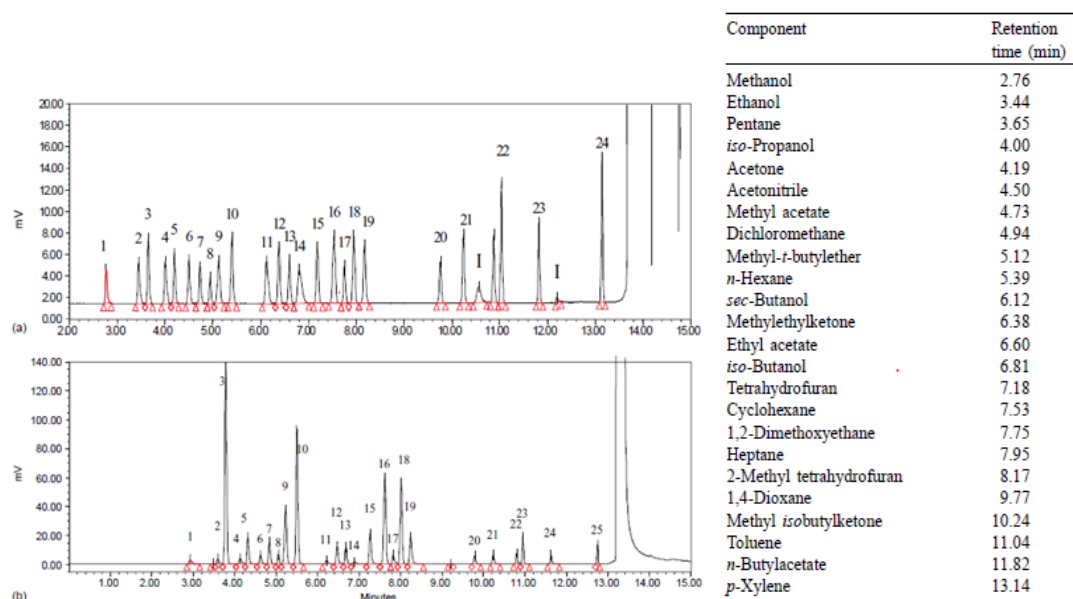 20.00
18.00
16.00
14.00
12.00
10.00
8.00
6.00
4.00
2.00
0.00
mV
1
2
3
4
5
6
7
8
9
10
11
12
13
14
15
16
17
18
19
20
21
I
22
23
I
24
2.00 3.00 4.00 5.00 6.00 7.00 8.00 9.00 10.00 11.00 12.00 13.00 14.00 15.00
(a)
140.00
120.00
100.00
80.00
60.00
40.00
20.00
0.00
mV
1
2
3
4
5
6
7
8
9
10
11
12
13
14
15
16
17
18
19
20
21
22
23
24
25
1.00 2.00 3.00 4.00 5.00 6.00 7.00 8.00 9.00 10.00 11.00 12.00 13.00 14.00 15.00
Minutes
(b)
Component Retention
time (min)
Methanol 2.76
Ethanol 3.44
Pentane 3.65
iso-Propanol 4.00
Acetone 4.19
Acetonitrile 4.50
Methyl acetate 4.73
Dichloromethane 4.94
Methyl-t-butylether 5.12
n-Hexane 5.39
sec-Butanol 6.12
Methylethylketone 6.38
Ethyl acetate 6.60
iso-Butanol 6.81
Tetrahydrofuran 7.18
Cyclohexane 7.53
1,2-Dimethoxyethane 7.75
Heptane 7.95
2-Methyl tetrahydrofuran 8.17
1,4-Dioxane 9.77
Methyl isobutylketone 10.24
Toluene 11.04
n-Butylacetate 11.82
p-Xylene 13.14